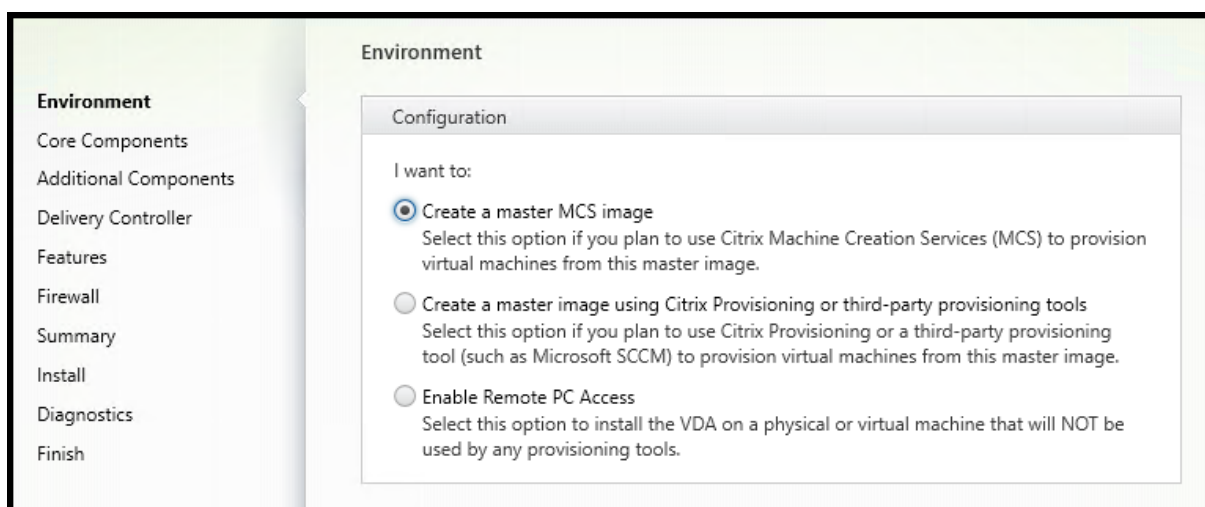 Environment
Core Components
Additional Components
Delivery Controller
Features
Firewall
Summary
Install
Diagnostics
Finish
Environment
Configuration
I want to:
Create a master MCS image
Select this option if you plan to use Citrix Machine Creation Services (MCS) to provision
virtual machines from this master image.
Create a master image using Citrix Provisioning or third-party provisioning tools
Select this option if you plan to use Citrix Provisioning or a third-party provisioning
tool (such as Microsoft SCCM) to provision virtual machines from this master image.
Enable Remote PC Access
Select this option to install the VDA on a physical or virtual machine that will NOT be
used by any provisioning tools.